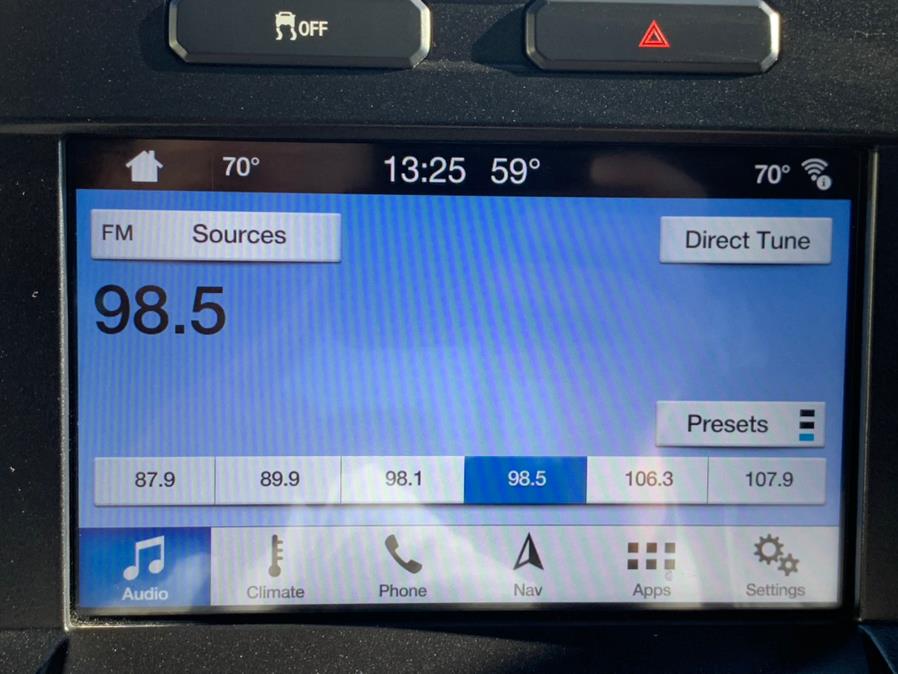 OFF
70° 13:25 59° 70°
FM Sources Direct Tune
98.5
Presets
87.9 89.9 98.1 98.5 106.3 107.9
Audio Climate Phone Nav Apps Settings